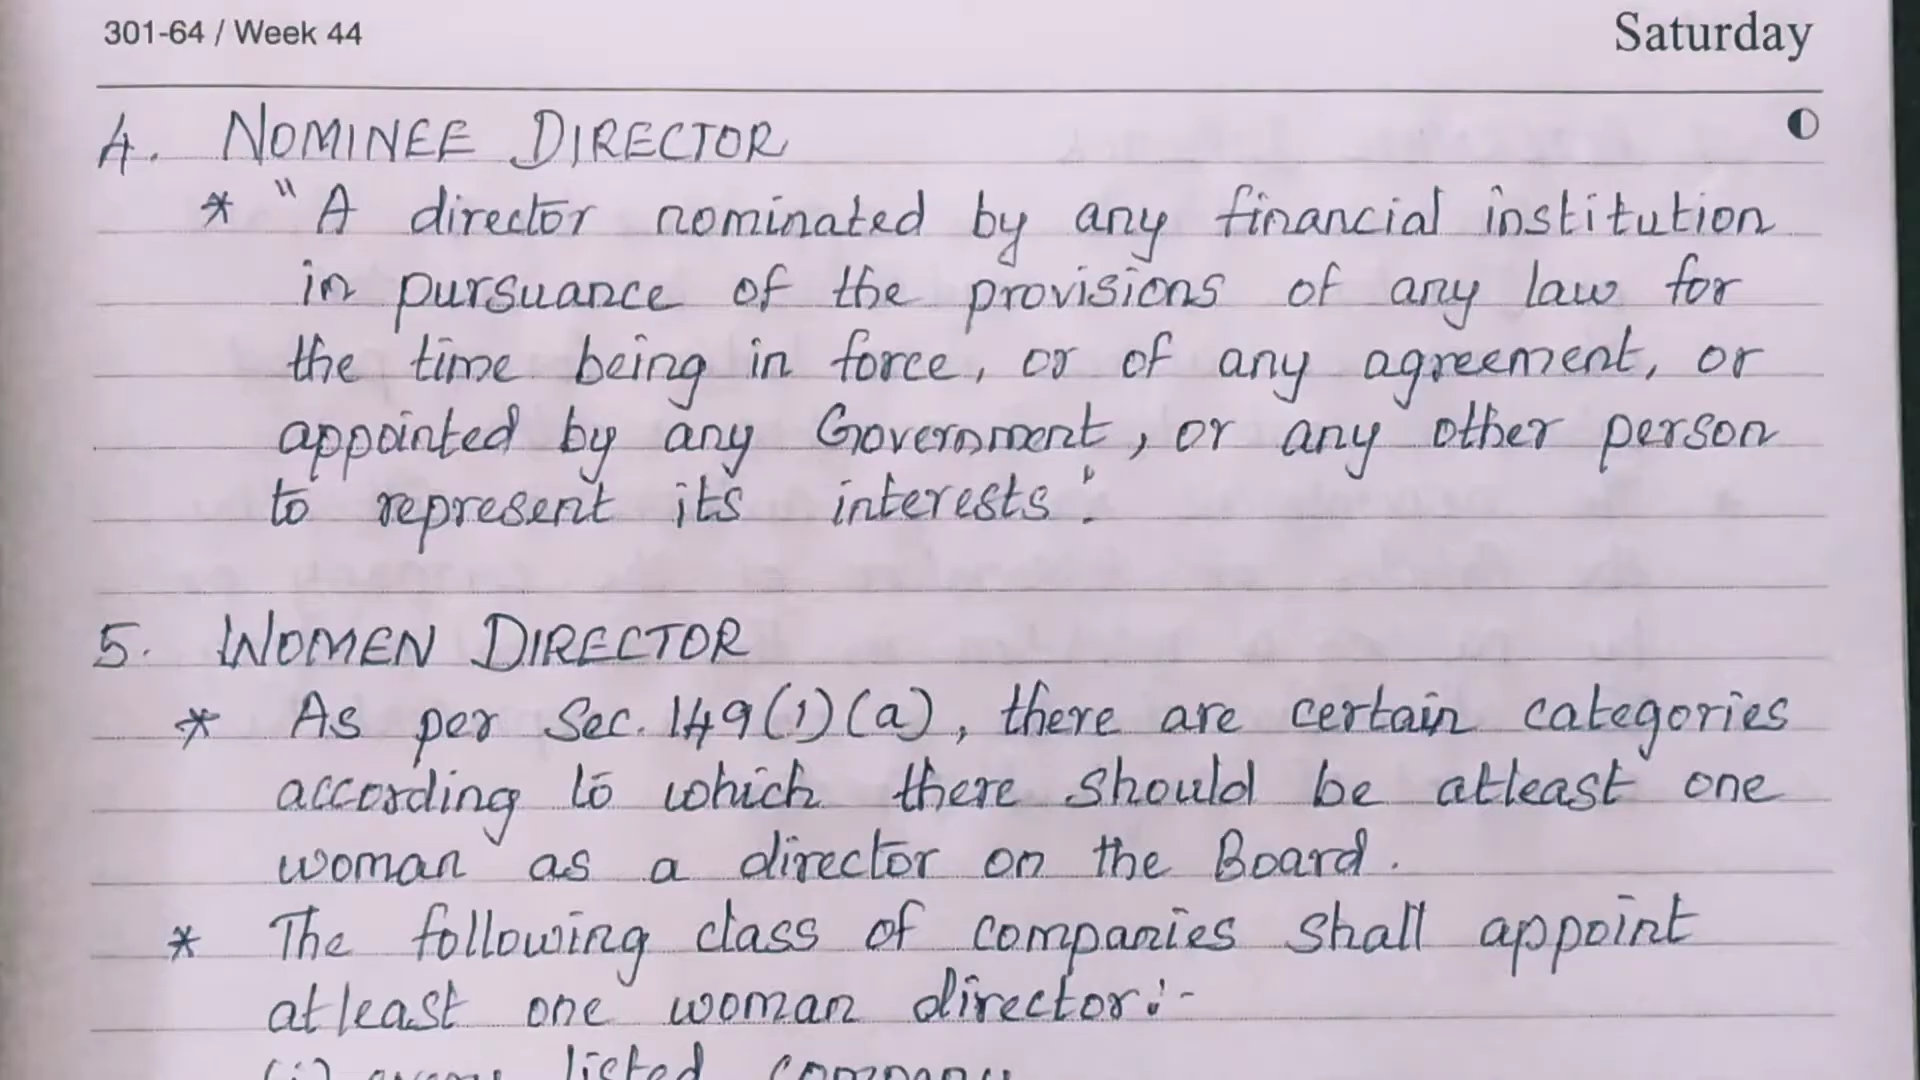 301-64 / Week 44
Saturday
4. NOMINEE DIRECTOR
* "A director nominated by any financial institution
in pursuance of the provisions of any law for
the time being in force, or of any agreement, or
appointed by any Government, or any other person
to represent its interests."
5. WOMEN DIRECTOR
* As per Sec. 149(1)(a), there are certain categories
according to which there should be atleast one
woman as a director on the Board.
* The following class of companies shall appoint
atleast one woman director:-
(i) every listed company